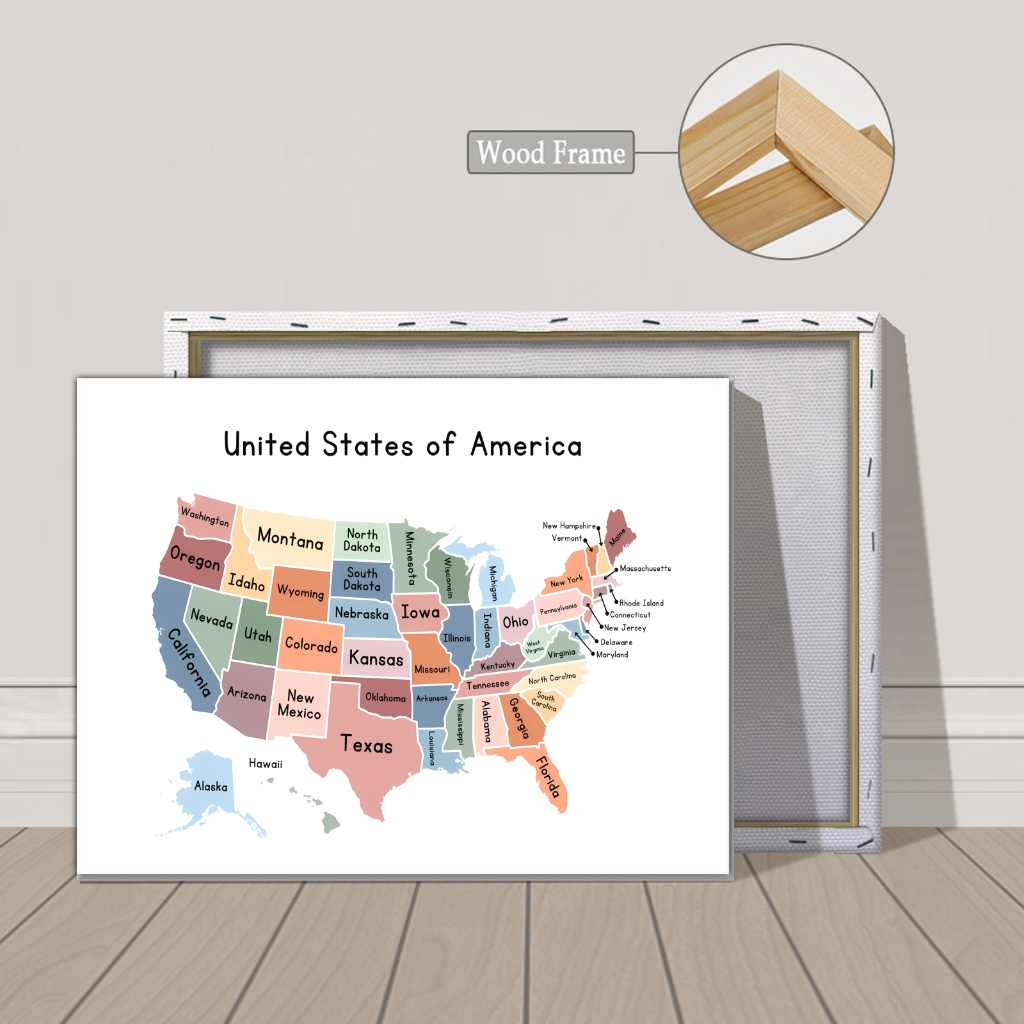 Wood Frame
United States of America
Washington
Oregon
California
Nevada
Idaho
Montana
Wyoming
Utah
Arizona
Colorado
New
Mexico
North
Dakota
South
Dakota
Nebraska
Kansas
Oklahoma
Texas
Minnesota
Iowa
Missouri
Arkansas
Louisiana
Wisconsin
Illinois
Michigan
Indiana
Ohio
Kentucky
Tennessee
Mississippi
Alabama
Georgia
Florida
South
Carolina
North Carolina
West
Virginia
Virginia
Pennsylvania
New York
New Hampshire
Vermont
Maine
Massachusetts
Rhode Island
Connecticut
New Jersey
Delaware
Maryland
Alaska
Hawaii